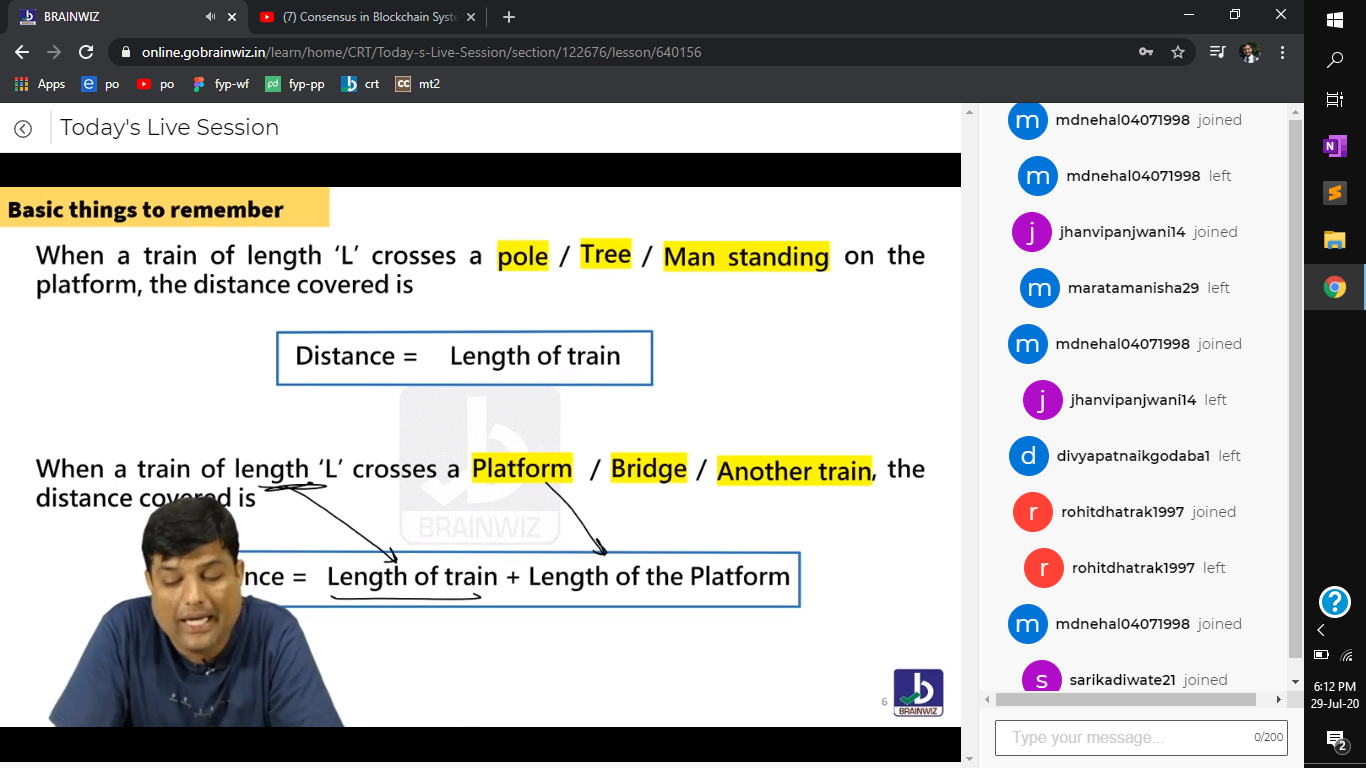 BRAINWIZ
(7) Consensus in Blockchain Syste
online.gobrainwiz.in/learn/home/CRT/Today-s-Live-Session/section/122676/lesson/640156
Apps po po fyp-wf fyp-pp crt CC mt2
Today's Live Session
Basic things to remember
When a train of length ‘L’ crosses a pole / Tree / Man standing on the
platform, the distance covered is
Distance = Length of train
When a train of length ‘L’ crosses a Platform / Bridge / Another train, the
distance covered is
nce = Length of train + Length of the Platform
BRAINWIZ
6
BRAINWIZ
m mdnehal04071998 joined
m mdnehal04071998 left
j jhanvipanjwani14 joined
m maratamanisha29 left
m mdnehal04071998 joined
j jhanvipanjwani14 left
d divyapatnaikgodaba1 left
r rohitdhatrak1997 joined
r rohitdhatrak1997 left
m mdnehal04071998 joined
s sarikadiwate21 joined
Type your message... 0/200
6:12 PM
29-Jul-20
2